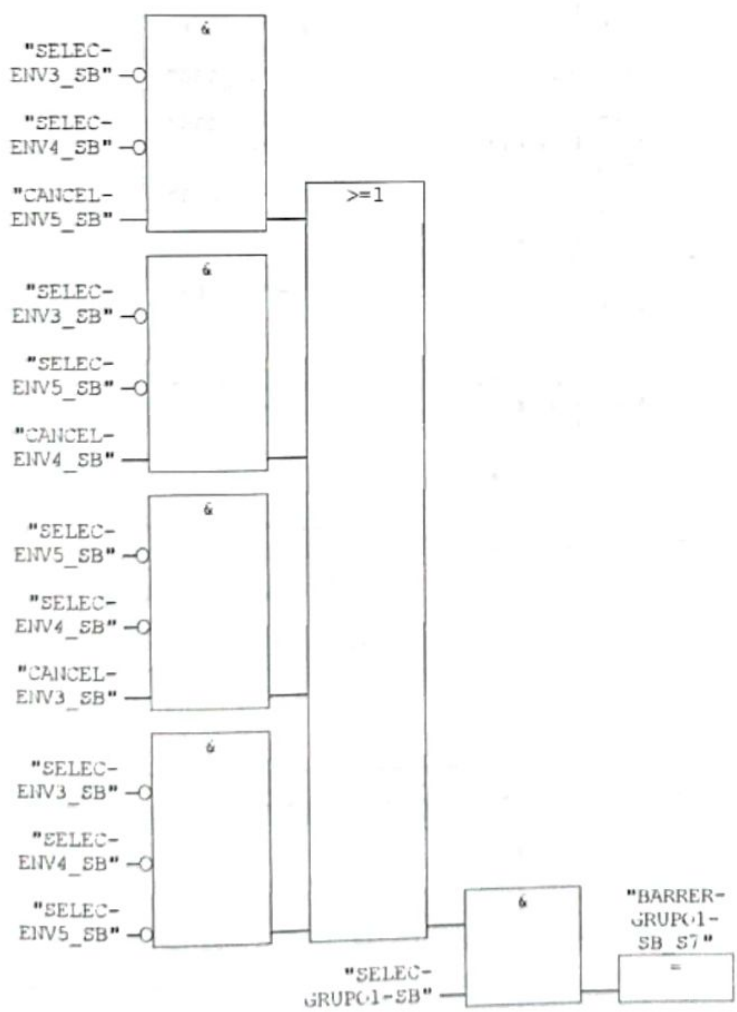 &
"SELEC-
ENV3_SB"
"SELEC-
ENV4_SB"
"CANCEL-
ENV5_SB"
>=1
&
"SELEC-
ENV3_SB"
"SELEC-
ENV5_SB"
"CANCEL-
ENV4_SB"
&
"SELEC-
ENV5_SB"
"SELEC-
ENV4_SB"
"CANCEL-
ENV3_SB"
&
"SELEC-
ENV3_SB"
"SELEC-
ENV4_SB"
"SELEC-
ENV5_SB"
&
"SELEC-
GRUPO1-SB"
"BARRER-
GRUPO1-
SB_S7"
=